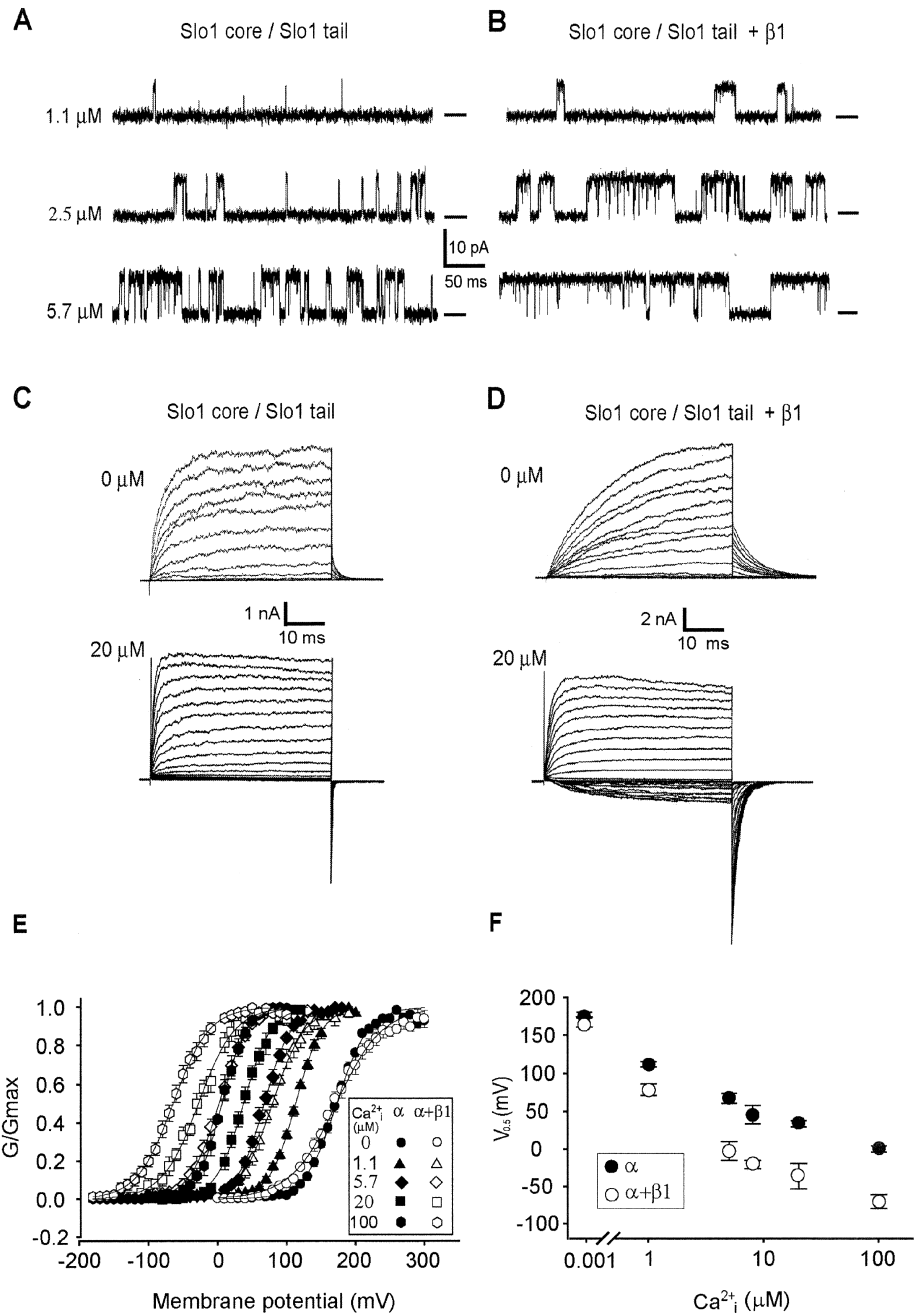 A
Slo1 core / Slo1 tail
B
Slo1 core / Slo1 tail + β1
1.1 μM
2.5 μM
10 pA
50 ms
5.7 μM
C
Slo1 core / Slo1 tail
D
Slo1 core / Slo1 tail + β1
0 μM
0 μM
1 nA
10 ms
2 nA
10 ms
20 μM
20 μM
E
F
G/Gmax
1.0
0.8
0.6
0.4
0.2
0.0
-0.2
-200 -100 0 100 200 300
Membrane potential (mV)
Ca²⁺ᵢ α α+β1
(μM)
0
1.1
5.7
20
100
V₀.₅ (mV)
200
150
100
50
0
-50
-100
α
α+β1
0.001 1 10 100
Ca²⁺ᵢ (μM)